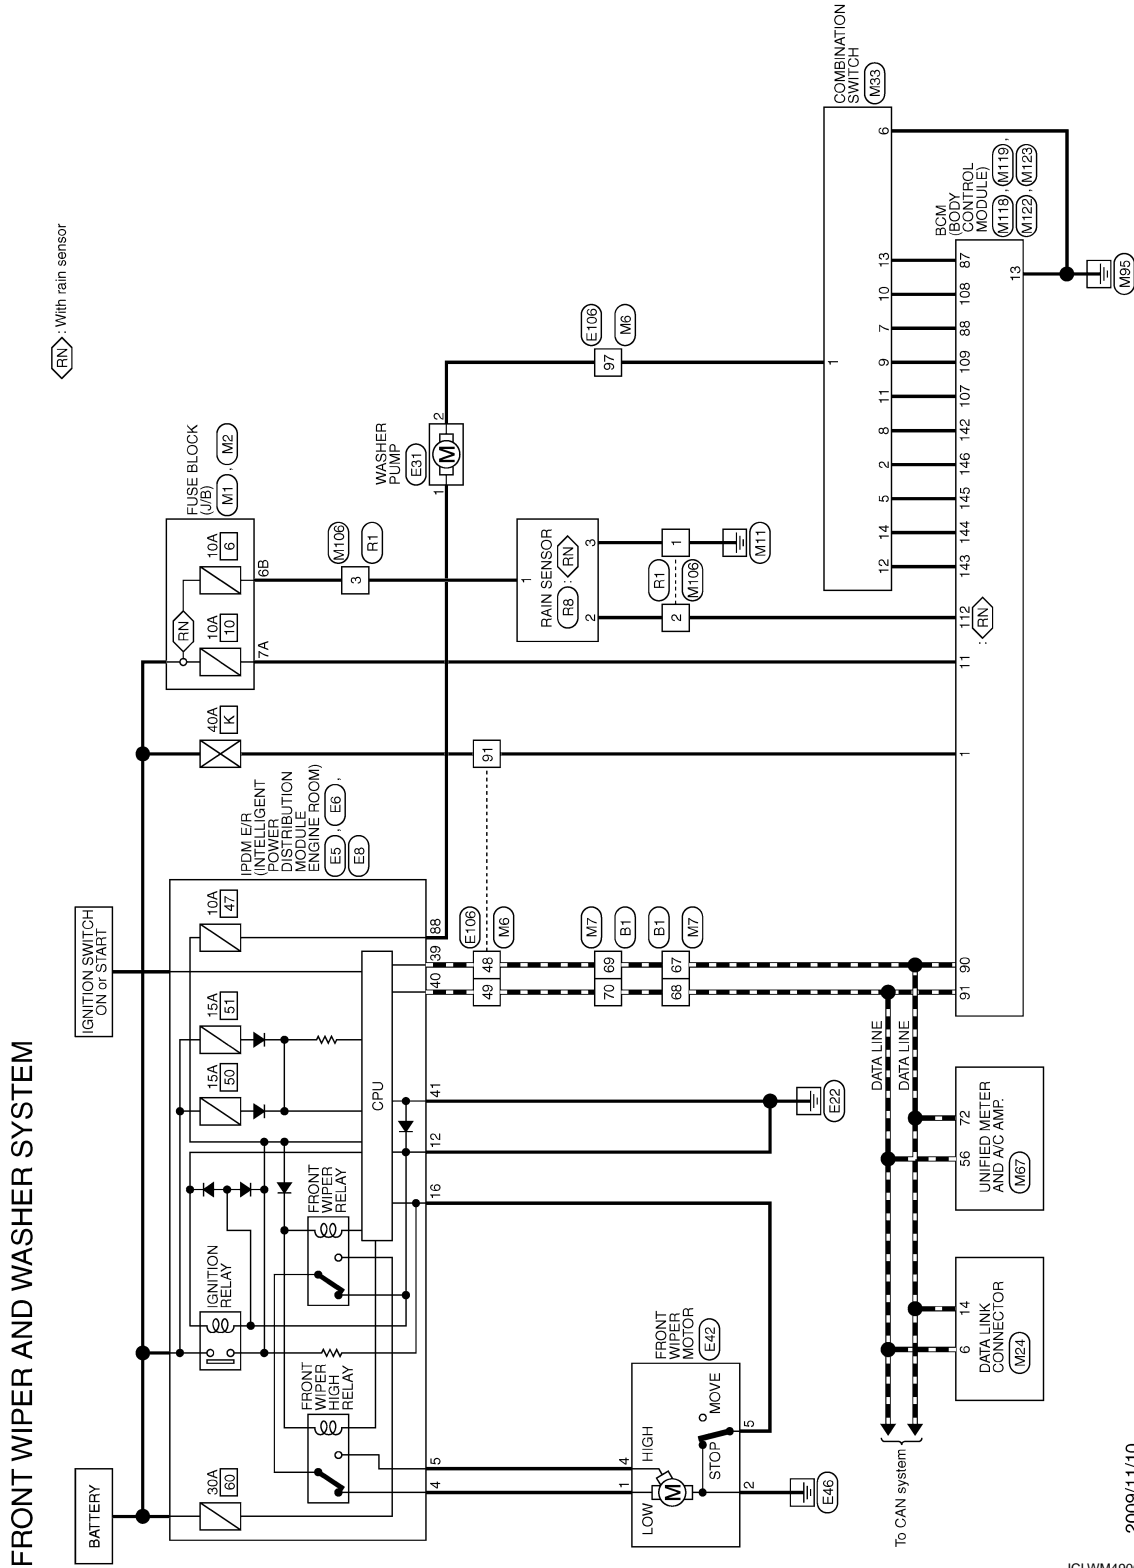 FRONT WIPER AND WASHER SYSTEM
RN : With rain sensor
BATTERY
IGNITION SWITCH
ON or START
30A
60
IGNITION
RELAY
FRONT
WIPER
HIGH
RELAY
FRONT
WIPER
RELAY
15A
50
15A
51
10A
47
CPU
IPDM E/R
(INTELLIGENT
POWER
DISTRIBUTION
MODULE
ENGINE ROOM)
E5 , E6 ,
E8
40A
K
FUSE BLOCK
(J/B)
M1 , M2
RN
10A
10
10A
6
7A
6B
4
5
16
12
41
40
39
88
M106
R1
3
WASHER
PUMP
E31
1
M
2
E106
M6
49
48
91
1
RAIN SENSOR
R8 : RN
2
3
R1
M106
2
1
M11
E106
M6
97
M7
B1
70
69
B1
M7
68
67
FRONT
WIPER
MOTOR
E42
1
4
LOW
HIGH
M
STOP
MOVE
2
5
E46
E22
COMBINATION
SWITCH
M33
1
12
14
5
2
8
11
9
7
10
13
6
BCM
(BODY
CONTROL
MODULE)
M118 , M119 ,
M122 , M123
91
90
1
11
112
: RN
143
144
145
146
142
107
109
88
108
87
13
M95
DATA LINE
DATA LINE
To CAN system
6
14
DATA LINK
CONNECTOR
M24
56
72
UNIFIED METER
AND A/C AMP.
M67
2009/11/10